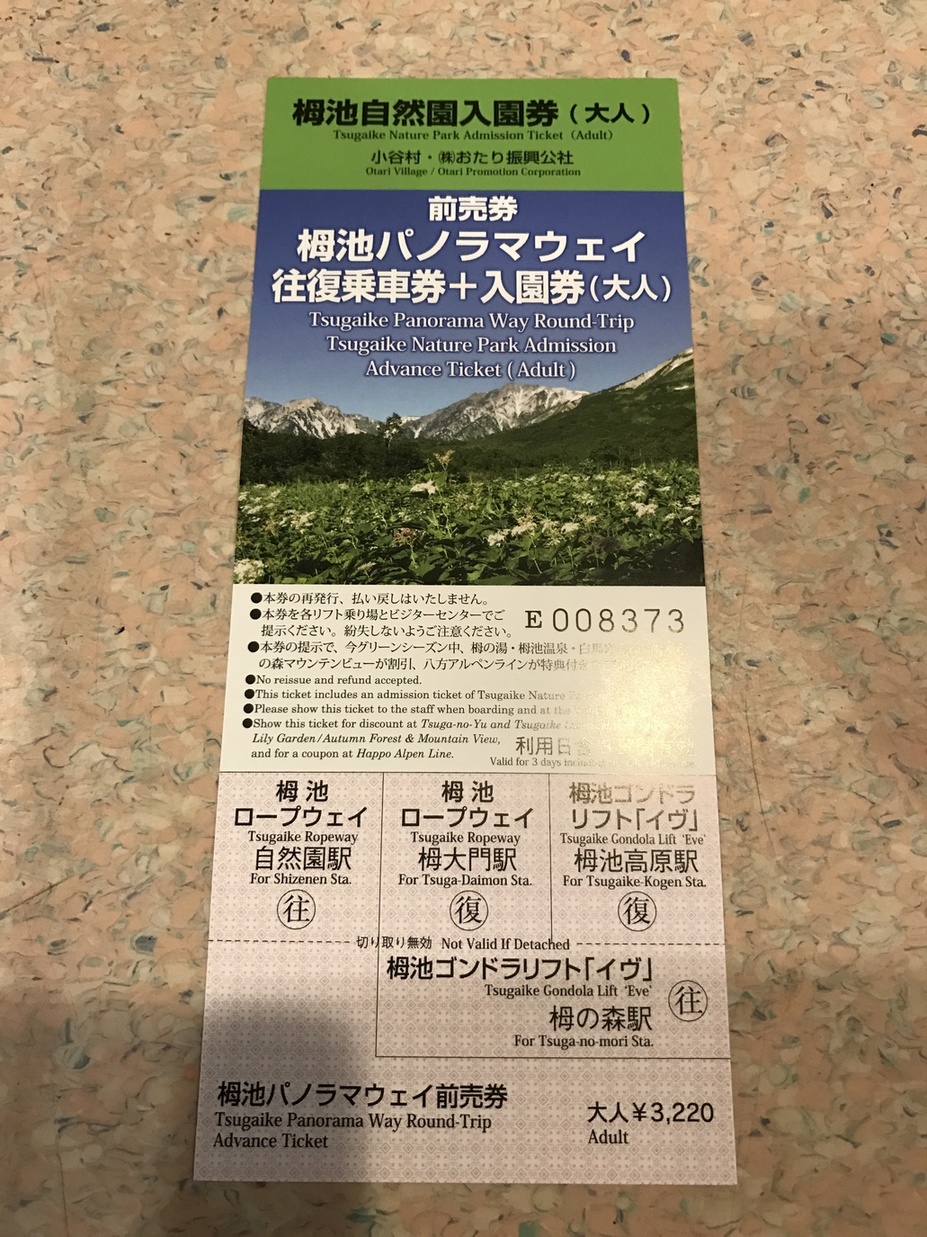 栂池自然園入園券(大人)
Tsugaike Nature Park Admission Ticket (Adult)
小谷村・㈱おたり振興公社
Otari Village / Otari Promotion Corporation
前売券
栂池パノラマウェイ
往復乗車券+入園券(大人)
Tsugaike Panorama Way Round-Trip
Tsugaike Nature Park Admission
Advance Ticket (Adult)
●本券の再発行、払い戻しはいたしません。
●本券を各リフト乗り場とビジターセンターでご
提示ください。紛失しないようご注意ください。
E008373
●本券の提示で、今グリーンシーズン中、栂の湯・栂池温泉・白馬
の森マウンテンビューが割引、八方アルペンラインが特典付
●No reissue and refund accepted.
●This ticket includes an admission ticket of Tsugaike Nature
●Please show this ticket to the staff when boarding and at the
●Show this ticket for discount at Tsuga-no-Yu and Tsugaike
Lily Garden/Autumn Forest & Mountain View,
and for a coupon at Happo Alpen Line.
利用日含
Valid for 3 days
栂池
ロープウェイ
Tsugaike Ropeway
自然園駅
For Shizenen Sta.
往
栂池
ロープウェイ
Tsugaike Ropeway
栂大門駅
For Tsuga-Daimon Sta.
復
栂池ゴンドラ
リフト「イヴ」
Tsugaike Gondola Lift 'Eve'
栂池高原駅
For Tsugaike-Kogen Sta.
復
切り取り無効 Not Valid If Detached
栂池ゴンドラリフト「イヴ」
Tsugaike Gondola Lift 'Eve'
往
栂の森駅
For Tsuga-no-mori Sta.
栂池パノラマウェイ前売券
Tsugaike Panorama Way Round-Trip
Advance Ticket
大人¥3,220
Adult